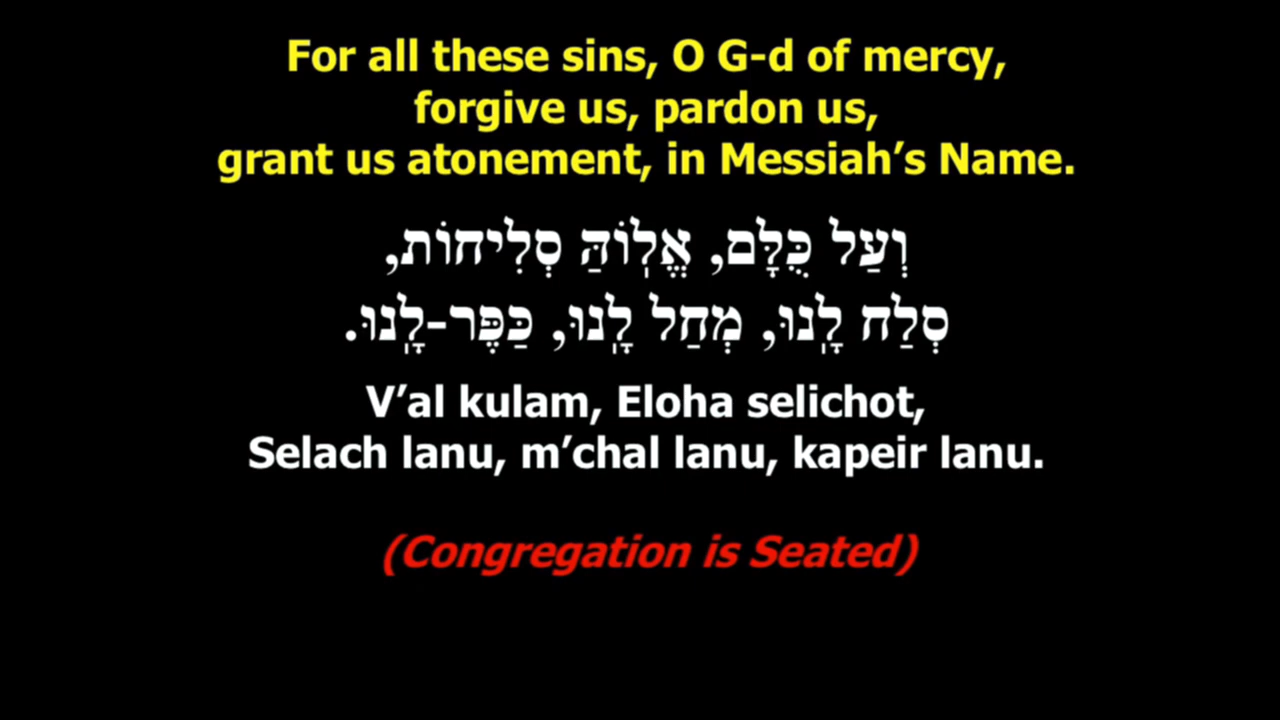 For all these sins, O G-d of mercy,
forgive us, pardon us,
grant us atonement, in Messiah’s Name.
וְעַל כֻּלָּם, אֱלֽוֹהַּ סְלִיחוֹת,
סְלַח לָֽנוּ, מְחַל לָֽנוּ, כַּפֶּר-לָֽנוּ.
V’al kulam, Eloha selichot,
Selach lanu, m’chal lanu, kapeir lanu.
(Congregation is Seated)